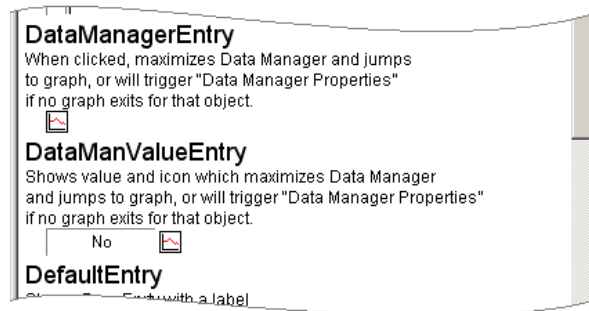 DataManagerEntry
When clicked, maximizes Data Manager and jumps
to graph, or will trigger "Data Manager Properties"
if no graph exits for that object.
DataManValueEntry
Shows value and icon which maximizes Data Manager
and jumps to graph, or will trigger "Data Manager Properties"
if no graph exits for that object.
No
DefaultEntry
with a label